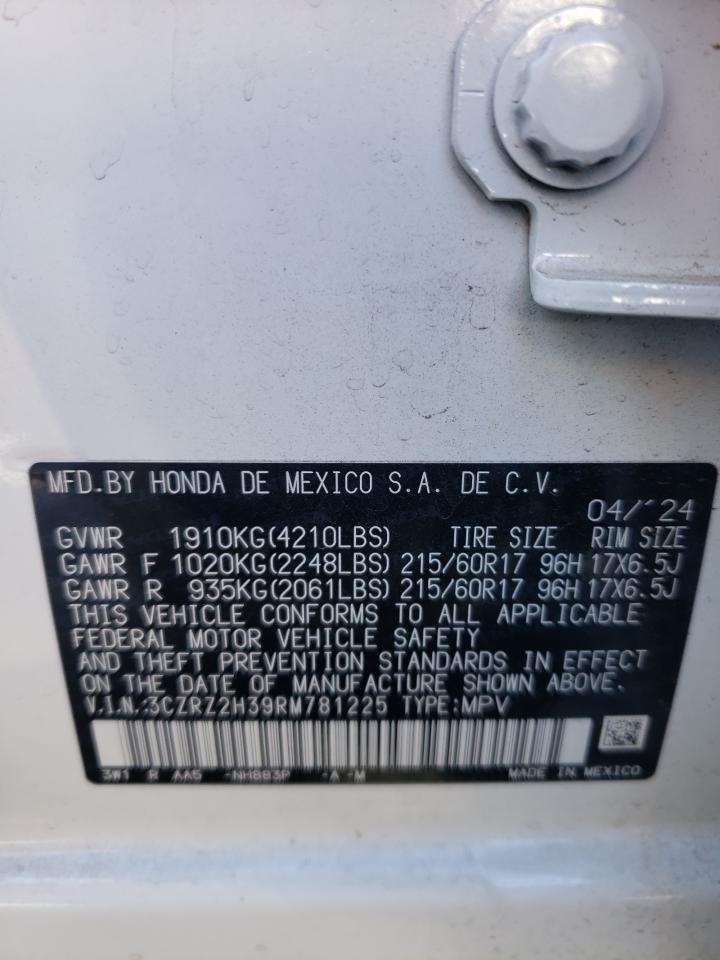 MFD.BY HONDA DE MEXICO S.A. DE C.V.
04/'24
GVWR 1910KG(4210LBS) TIRE SIZE RIM SIZE
GAWR F 1020KG(2248LBS) 215/60R17 96H 17X6.5J
GAWR R 935KG(2061LBS) 215/60R17 96H 17X6.5J
THIS VEHICLE CONFORMS TO ALL APPLICABLE
FEDERAL MOTOR VEHICLE SAFETY
AND THEFT PREVENTION STANDARDS IN EFFECT
ON THE DATE OF MANUFACTURE SHOWN ABOVE.
V.I.N.:3CZRZ2H39RM781225 TYPE:MPV
3W1 R AA5 -NH883P -A -M MADE IN MEXICO